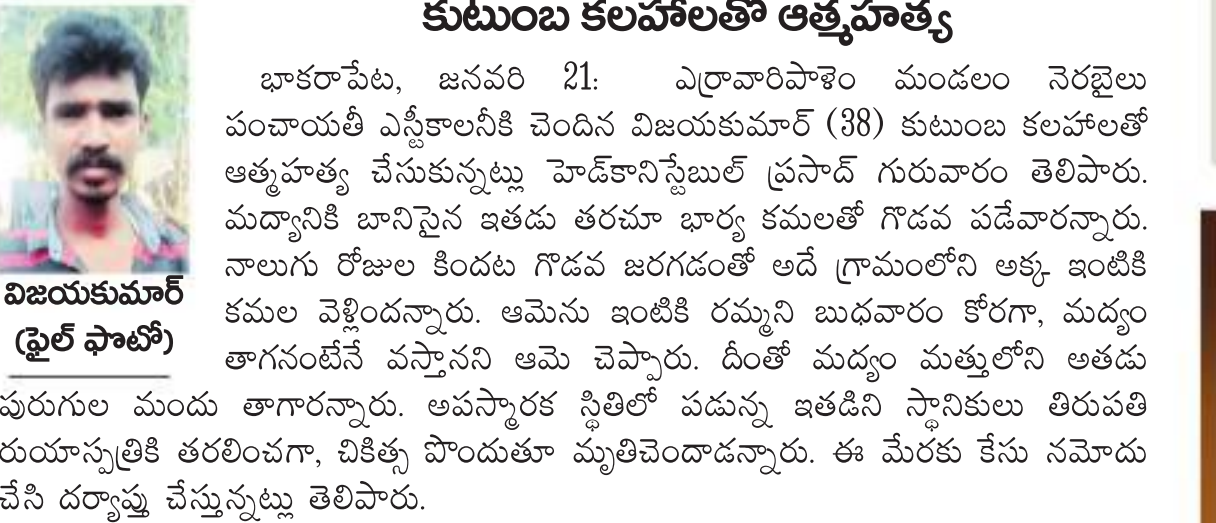 కుటుంబ కలహాలతో ఆత్మహత్య
భాకరాపేట, జనవరి 21: ఎర్రావారిపాళెం మండలం నెరబైలు
పంచాయతీ ఎస్టీకాలనీకి చెందిన విజయకుమార్ (38) కుటుంబ కలహాలతో
ఆత్మహత్య చేసుకున్నట్లు హెడ్‌కానిస్టేబుల్ ప్రసాద్ గురువారం తెలిపారు.
మద్యానికి బానిసైన ఇతడు తరచూ భార్య కమలతో గొడవ పడేవారన్నారు.
నాలుగు రోజుల కిందట గొడవ జరగడంతో అదే గ్రామంలోని అక్క ఇంటికి
కమల వెళ్లిందన్నారు. ఆమెను ఇంటికి రమ్మని బుధవారం కోరగా, మద్యం
తాగనంటేనే వస్తానని ఆమె చెప్పారు. దీంతో మద్యం మత్తులోని అతడు
పురుగుల మందు తాగారన్నారు. అపస్మారక స్థితిలో పడున్న ఇతడిని స్థానికులు తిరుపతి
రుయాస్పత్రికి తరలించగా, చికిత్స పొందుతూ మృతిచెందాడన్నారు. ఈ మేరకు కేసు నమోదు
చేసి దర్యాప్తు చేస్తున్నట్లు తెలిపారు.
విజయకుమార్
(ఫైల్ ఫొటో)